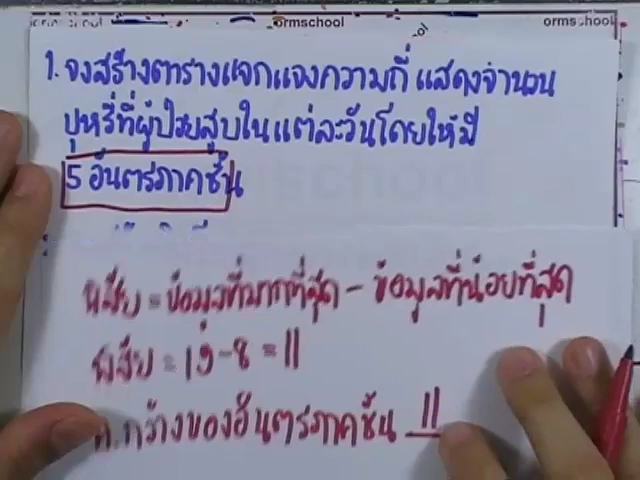 ormschool
ormschool
1. จงสร้างตารางแจกแจงความถี่ แสดงจำนวน
บุหรี่ที่ผู้ป่วยสูบในแต่ละวันโดยให้มี
5 อันตรภาคชั้น
พิสัย = ข้อมูลที่มากที่สุด - ข้อมูลที่น้อยที่สุด
พิสัย = 19-8 = 11
ค.กว้างของอันตรภาคชั้น 11